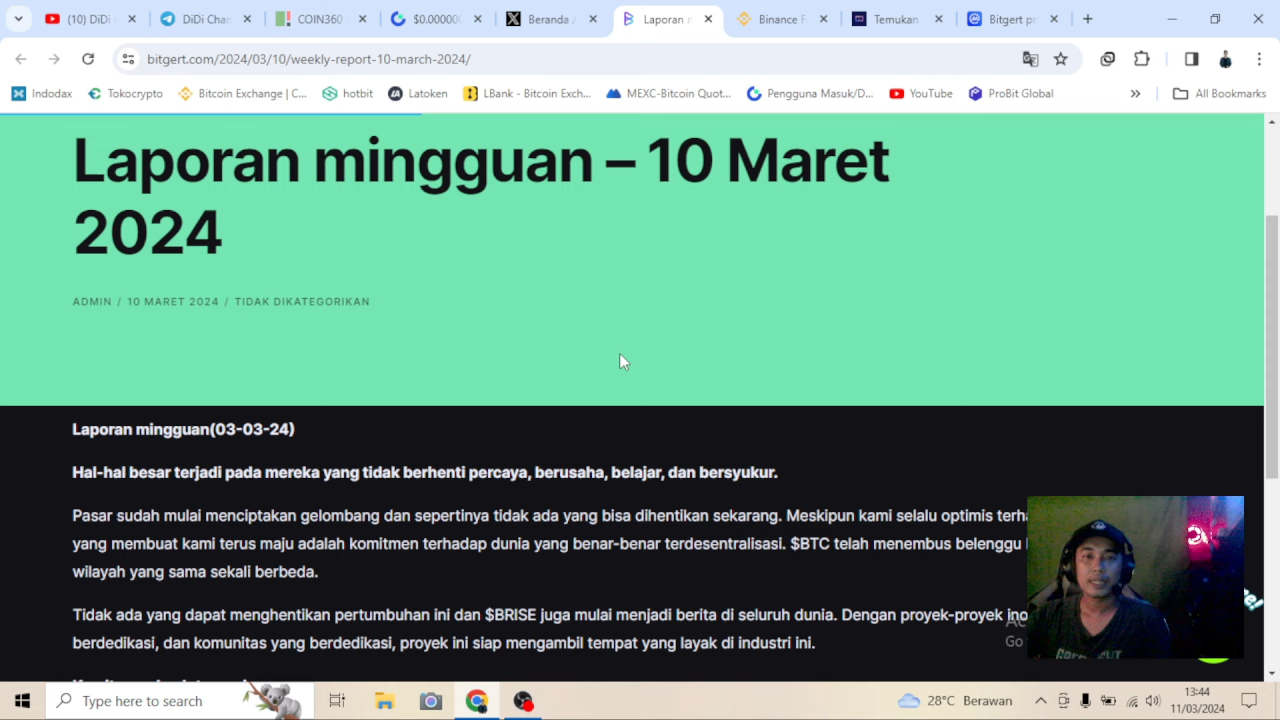 (10) DiDi
DiDi Char
COIN360
$0.00000
Beranda
Laporan
Binance F
Temukan
Bitgert pr
bitgert.com/2024/03/10/weekly-report-10-march-2024/
Indodax
Tokocrypto
Bitcoin Exchange | C...
hotbit
Latoken
LBank - Bitcoin Exch...
MEXC-Bitcoin Quot...
Pengguna Masuk/D...
YouTube
ProBit Global
All Bookmarks
Laporan mingguan – 10 Maret
2024
ADMIN / 10 MARET 2024 / TIDAK DIKATEGORIKAN
Laporan mingguan(03-03-24)
Hal-hal besar terjadi pada mereka yang tidak berhenti percaya, berusaha, belajar, dan bersyukur.
Pasar sudah mulai menciptakan gelombang dan sepertinya tidak ada yang bisa dihentikan sekarang. Meskipun kami selalu optimis
yang membuat kami terus maju adalah komitmen terhadap dunia yang benar-benar terdesentralisasi. $BTC telah menembus belenggu
wilayah yang sama sekali berbeda.
Tidak ada yang dapat menghentikan pertumbuhan ini dan $BRISE juga mulai menjadi berita di seluruh dunia. Dengan proyek-proyek
berdedikasi, dan komunitas yang berdedikasi, proyek ini siap mengambil tempat yang layak di industri ini.
Go
Type here to search
28°C Berawan
13:44
11/03/2024